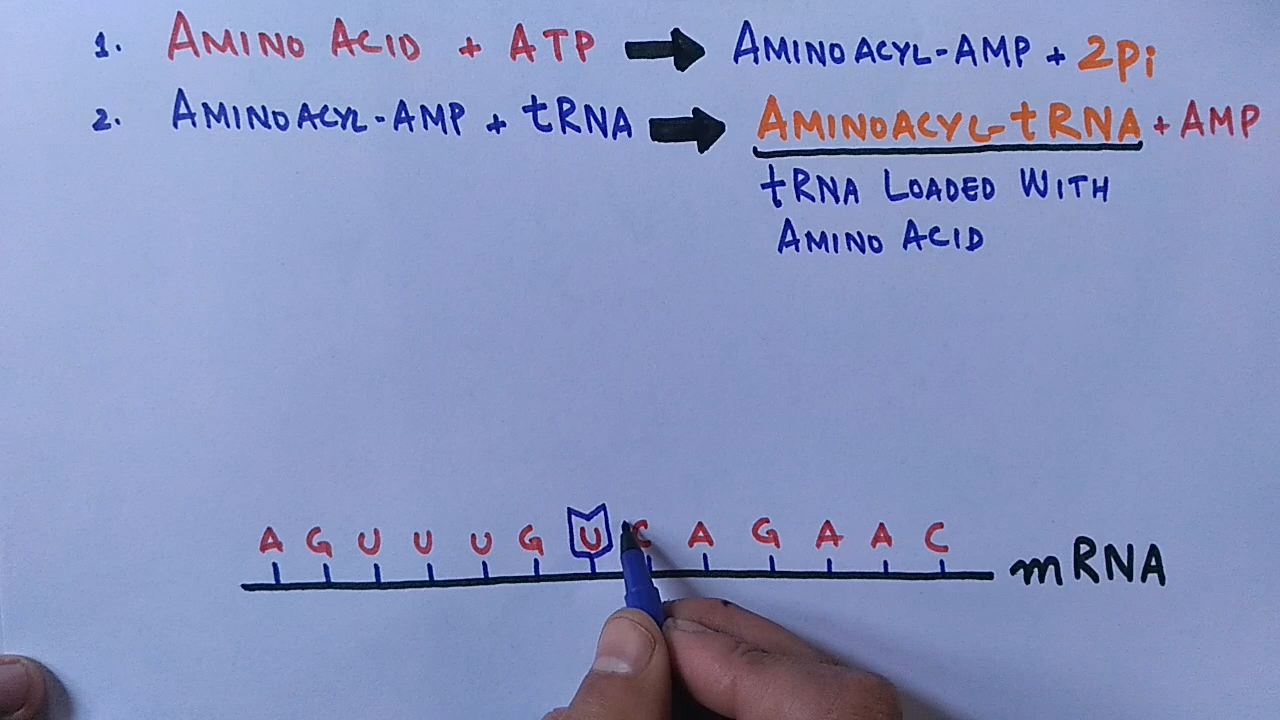 1. AMINO ACID + ATP → AMINOACYL-AMP + 2Pi
2. AMINOACYL-AMP + tRNA → AMINOACYL-tRNA + AMP
tRNA LOADED WITH
AMINO ACID
A G U U U G U C A G A A C mRNA